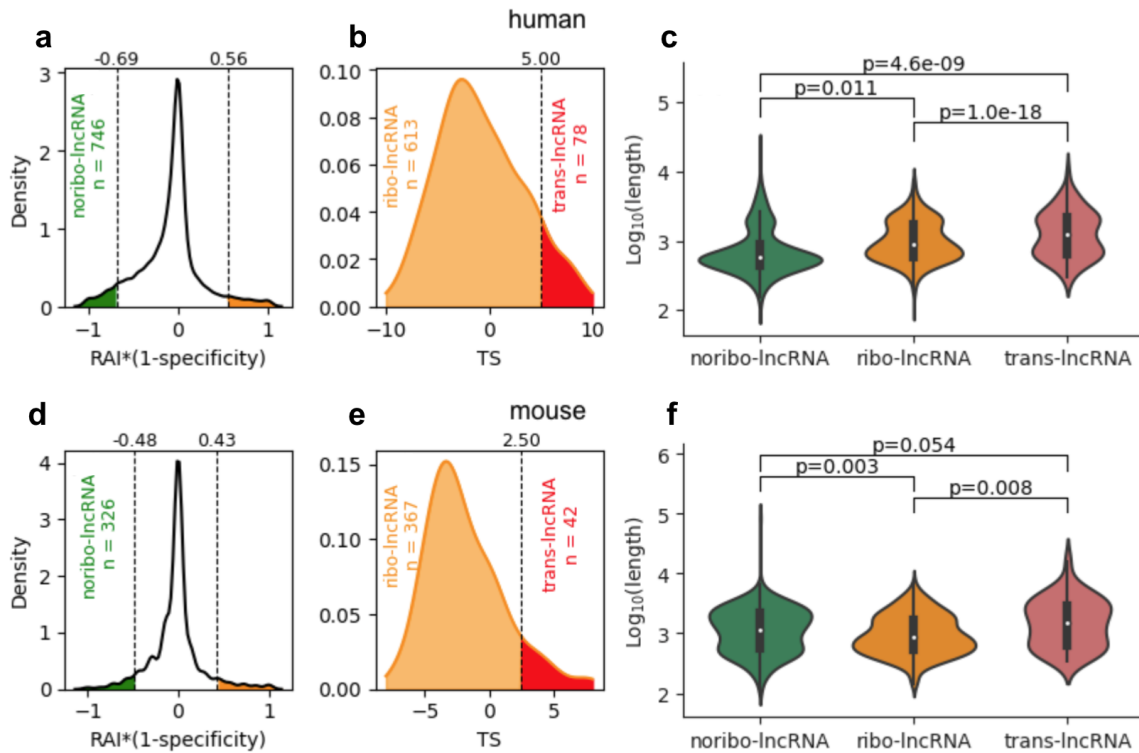 human
a
-0.69
0.56
3
2
1
0
Density
noribo-lncRNA
n = 746
−1
0
1
RAI*(1-specificity)
b
5.00
0.10
0.08
0.06
0.04
0.02
0.00
ribo-lncRNA
n = 613
trans-lncRNA
n = 78
−10
0
10
TS
c
p=4.6e-09
p=0.011
p=1.0e-18
5
4
3
2
Log10(length)
noribo-lncRNA
ribo-lncRNA
trans-lncRNA
mouse
d
-0.48
0.43
4
3
2
1
0
Density
noribo-lncRNA
n = 326
−1
0
1
RAI*(1-specificity)
e
2.50
0.15
0.10
0.05
0.00
ribo-lncRNA
n = 367
trans-lncRNA
n = 42
−5
0
5
TS
f
p=0.054
p=0.003
p=0.008
6
5
4
3
2
Log10(length)
noribo-lncRNA
ribo-lncRNA
trans-lncRNA